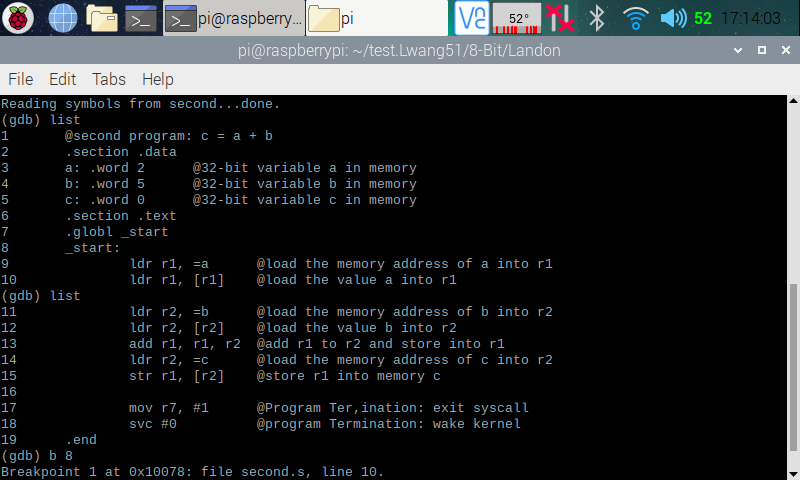 pi@raspberry... pi 52° 52 17:14:03
pi@raspberrypi: ~/test.Lwang51/8-Bit/Landon
File Edit Tabs Help
Reading symbols from second...done.
(gdb) list
1       @second program: c = a + b
2       .section .data
3       a: .word 2      @32-bit variable a in memory
4       b: .word 5      @32-bit variable b in memory
5       c: .word 0      @32-bit variable c in memory
6       .section .text
7       .globl _start
8       _start:
9               ldr r1, =a      @load the memory address of a into r1
10              ldr r1, [r1]    @load the value a into r1
(gdb) list
11              ldr r2, =b      @load the memory address of b into r2
12              ldr r2, [r2]    @load the value b into r2
13              add r1, r1, r2  @add r1 to r2 and store into r1
14              ldr r2, =c      @load the memory address of c into r2
15              str r1, [r2]    @store r1 into memory c
16
17              mov r7, #1      @Program Ter,ination: exit syscall
18              svc #0          @program Termination: wake kernel
19      .end
(gdb) b 8
Breakpoint 1 at 0x10078: file second.s, line 10.